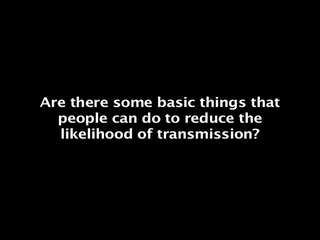 Are there some basic things that
people can do to reduce the
likelihood of transmission?